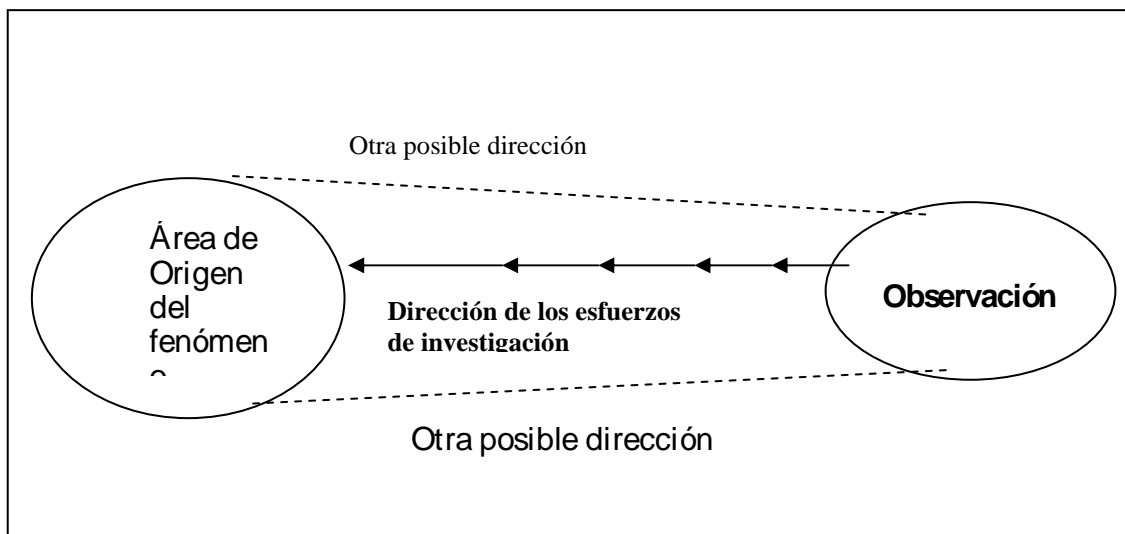 Otra posible dirección
Área de
Origen
del
fenómen
o
Observación
Dirección de los esfuerzos
de investigación
Otra posible dirección